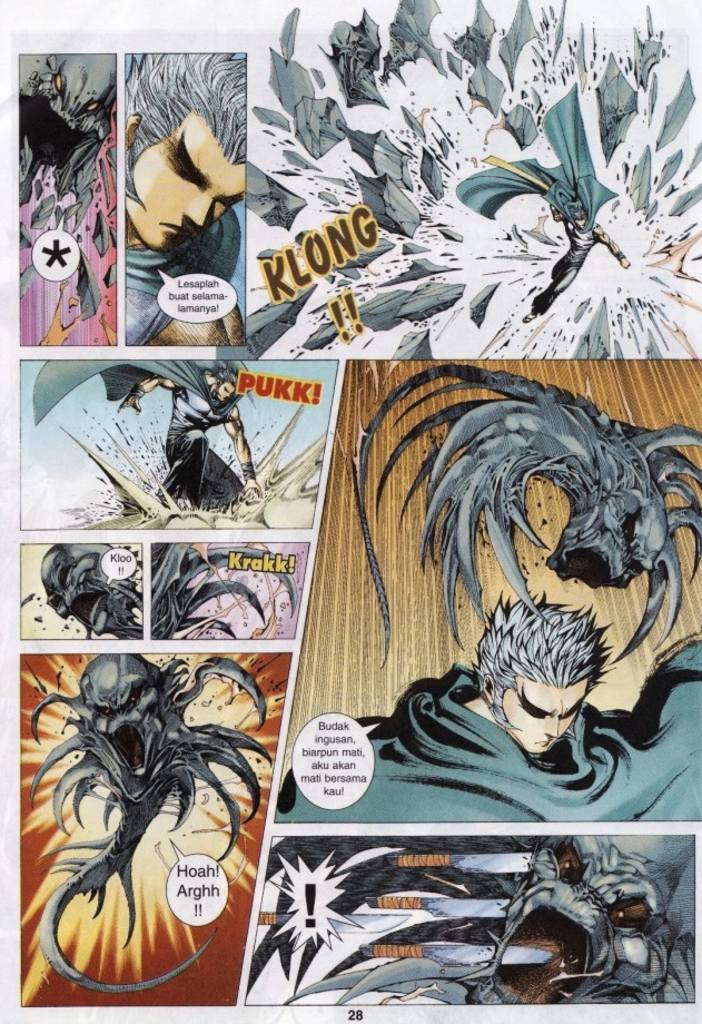 *
Lesaplah
buat selama-
lamanya!
KLONG
!!
PUKK!
Kloo
!!
Krakk!
Budak
ingusan,
biarpun mati,
aku akan
mati bersama
kau!
Hoah!
Arghh
!!
!
28